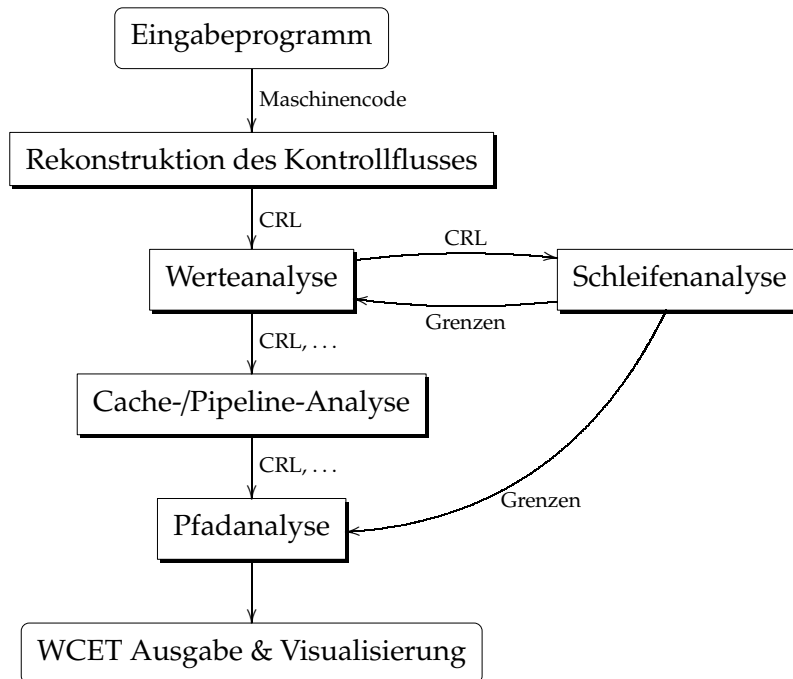 Eingabeprogramm
Maschinencode
Rekonstruktion des Kontrollflusses
CRL
CRL
Werteanalyse
Schleifenanalyse
Grenzen
CRL, . . .
Cache-/Pipeline-Analyse
CRL, . . .
Grenzen
Pfadanalyse
WCET Ausgabe & Visualisierung